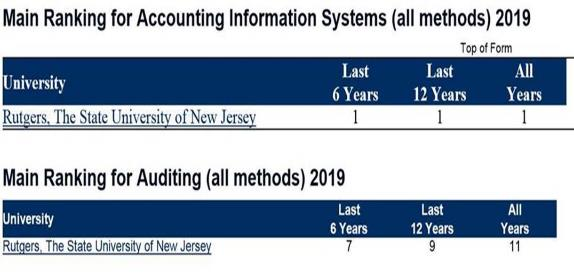 Main Ranking for Accounting Information Systems (all methods) 2019
Top of Form
University Last 6 Years Last 12 Years All Years
Rutgers, The State University of New Jersey 1 1 1
Main Ranking for Auditing (all methods) 2019
University Last 6 Years Last 12 Years All Years
Rutgers, The State University of New Jersey 7 9 11